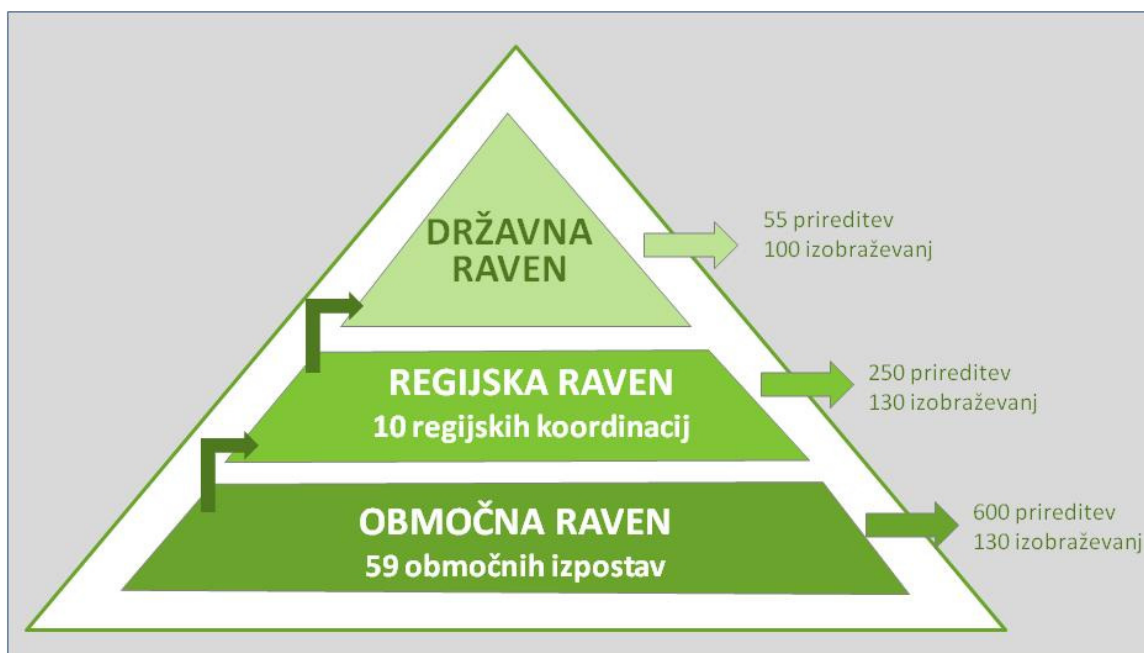 DRŽAVNA
RAVEN
55 prireditev
100 izobraževanj
REGIJSKA RAVEN
10 regijskih koordinacij
250 prireditev
130 izobraževanj
OBMOČNA RAVEN
59 območnih izpostav
600 prireditev
130 izobraževanj